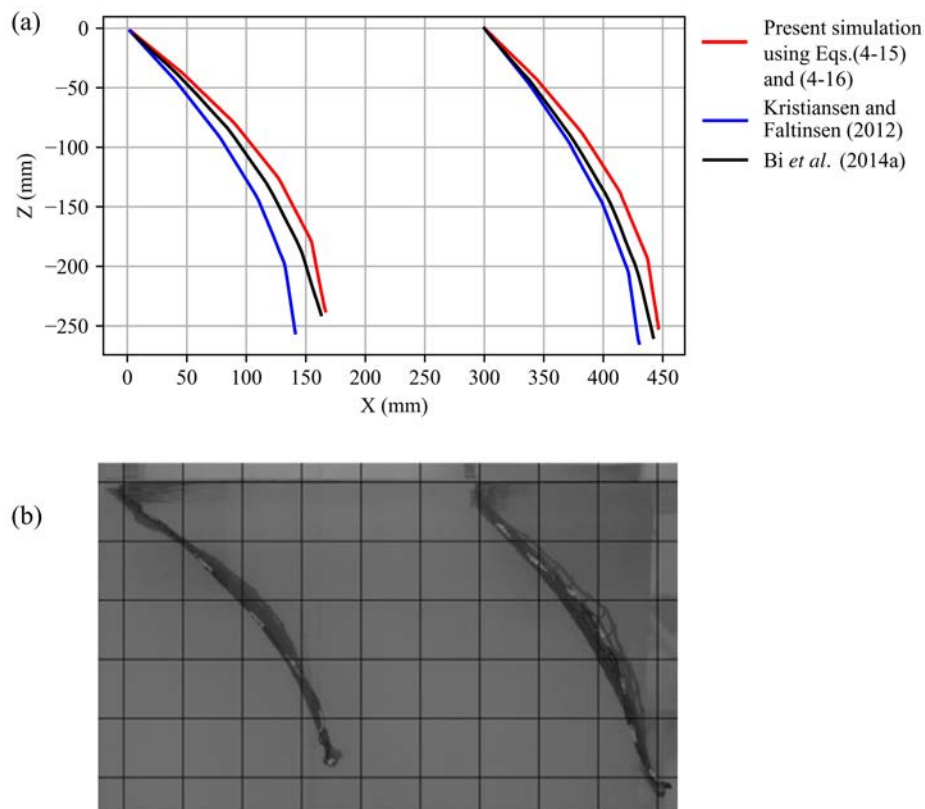 (a)
0
−50
−100
−150
−200
−250
Z (mm)
0 50 100 150 200 250 300 350 400 450
X (mm)
Present simulation
using Eqs.(4-15)
and (4-16)
Kristiansen and
Faltinsen (2012)
Bi et al. (2014a)
(b)